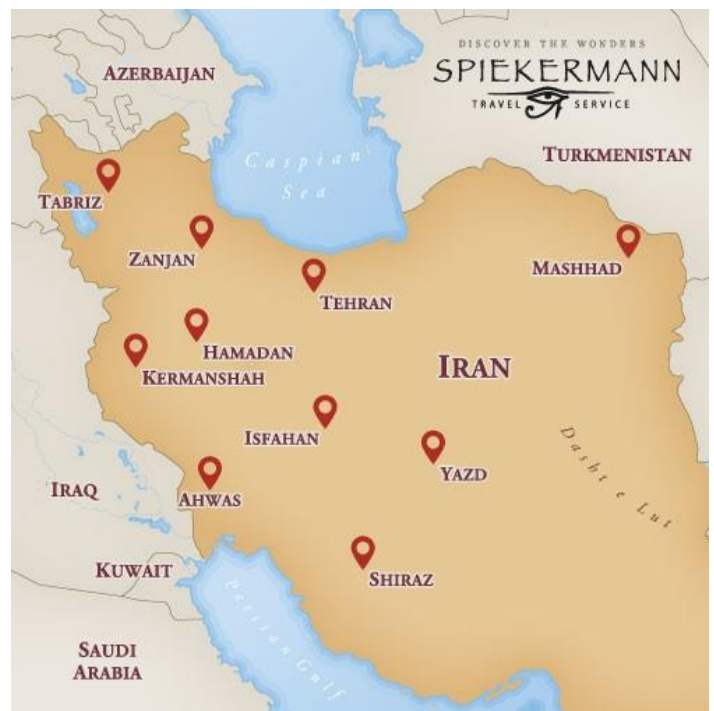 DISCOVER THE WONDERS
SPIEKERMANN
TRAVEL SERVICE
AZERBAIJAN
Caspian
Sea
TURKMENISTAN
TABRIZ
ZANJAN
MASHHAD
TEHRAN
HAMADAN
IRAN
KERMANSHAH
ISFAHAN
Dasht e Lut
YAZD
IRAQ
AHWAS
KUWAIT
SHIRAZ
Persian Gulf
SAUDI
ARABIA